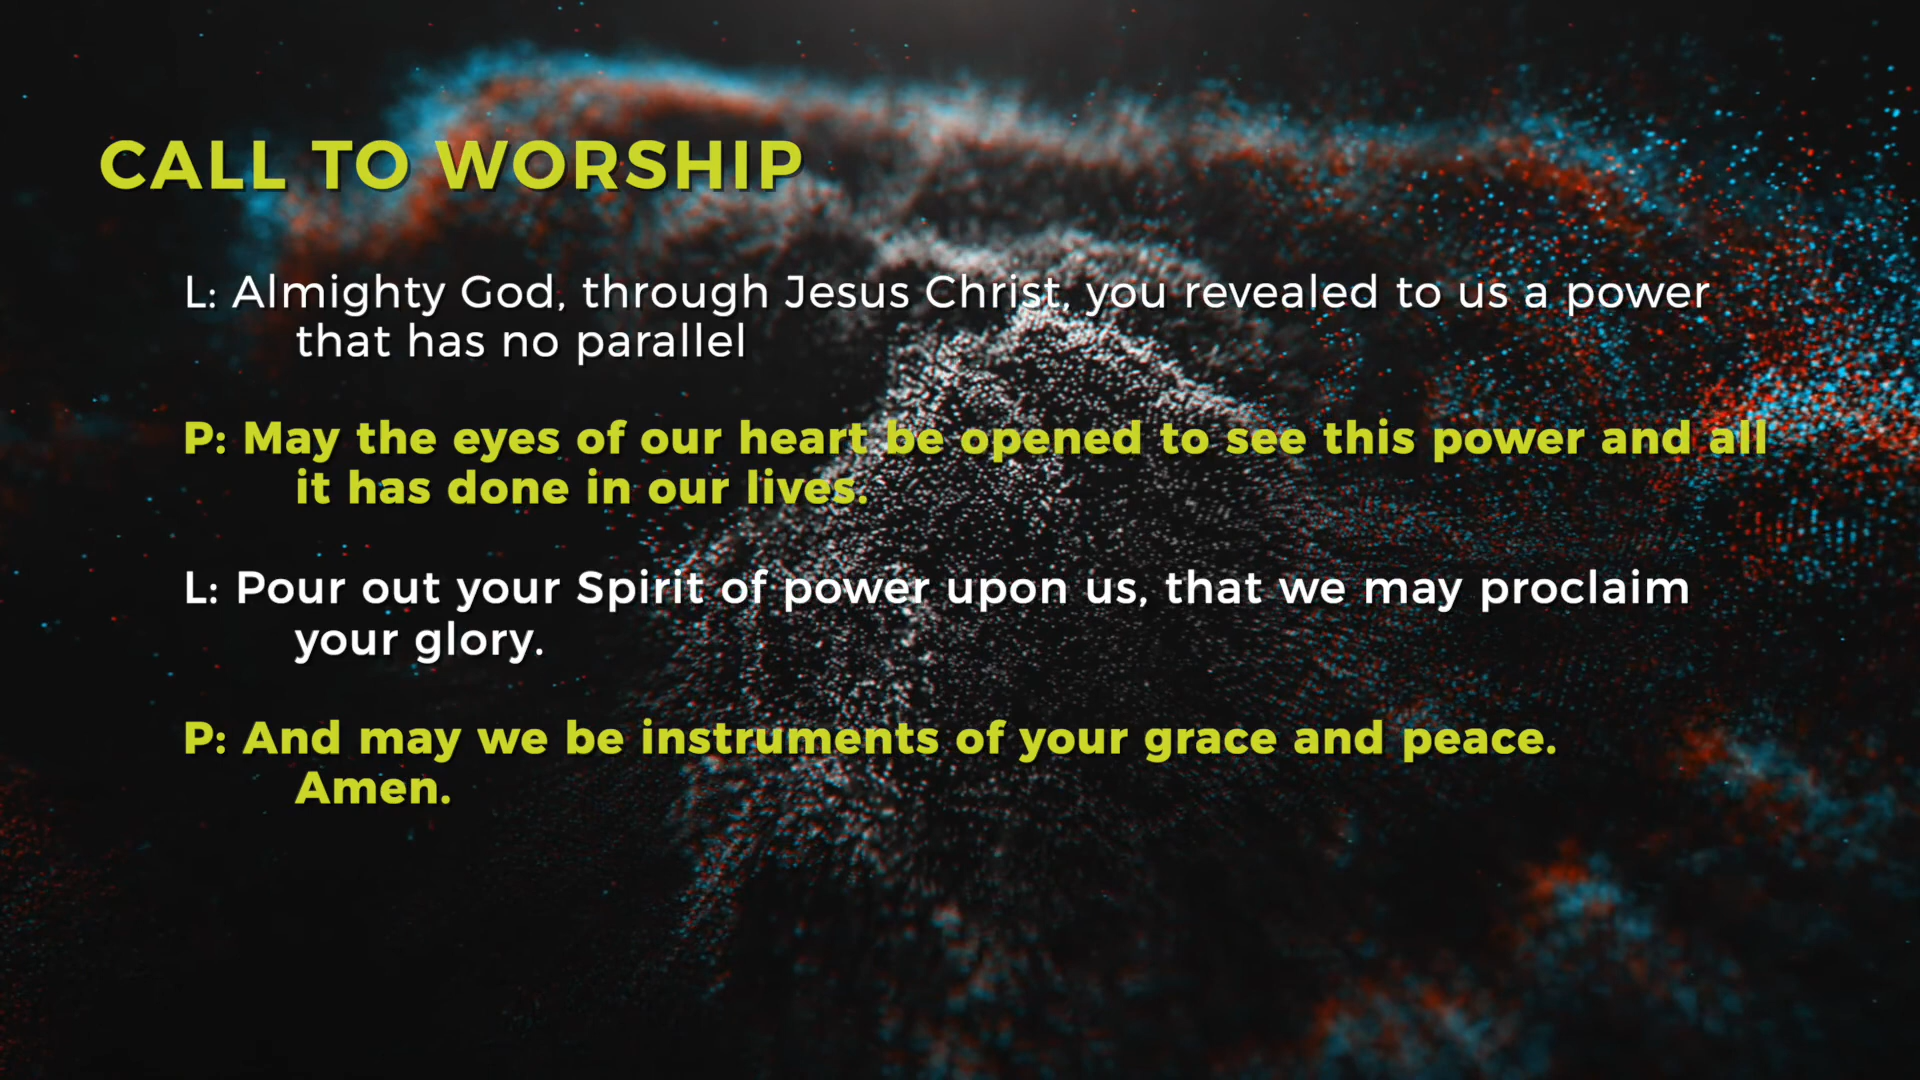 CALL TO WORSHIP
L: Almighty God, through Jesus Christ, you revealed to us a power
that has no parallel
P: May the eyes of our heart be opened to see this power and all
it has done in our lives.
L: Pour out your Spirit of power upon us, that we may proclaim
your glory.
P: And may we be instruments of your grace and peace.
Amen.